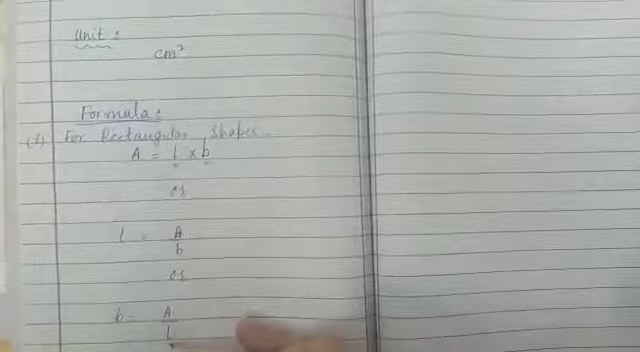 Unit :
cm²
Formula :
(1) For Rectangular shapes.
A = l × b
or
l = A
b
or
b = A
l